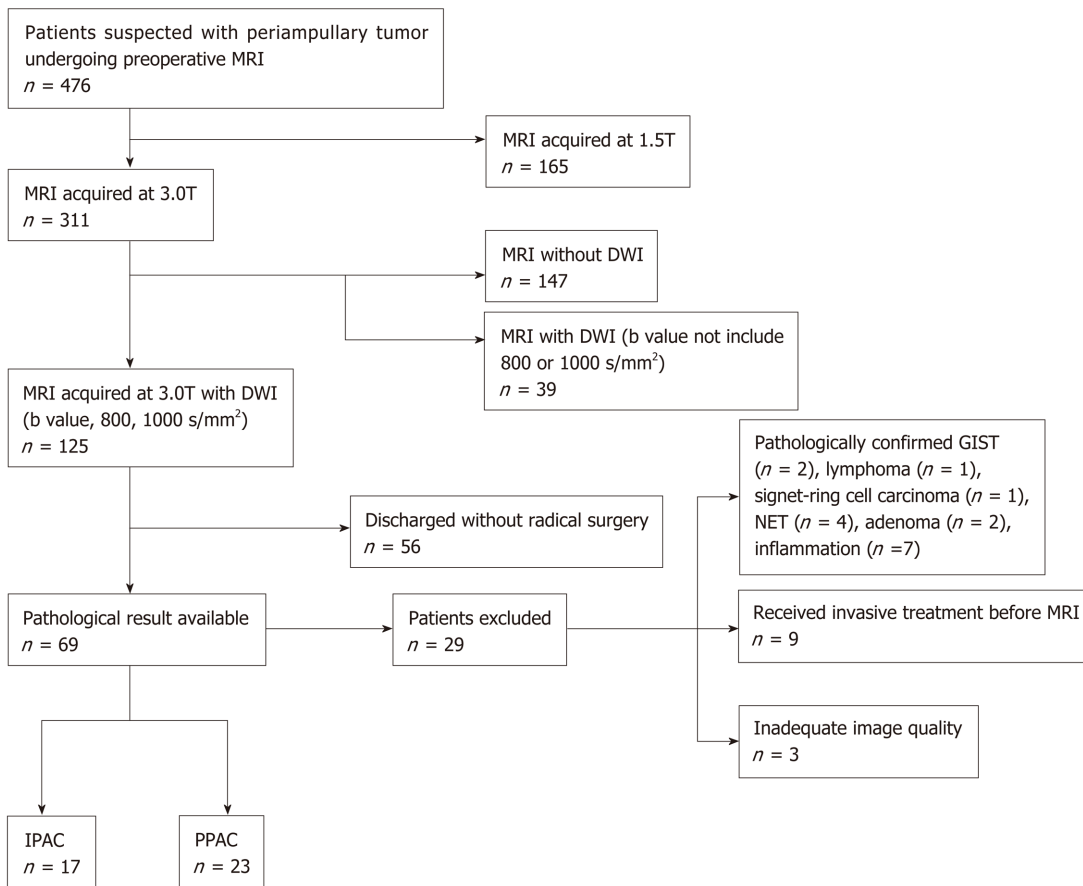 Patients suspected with periampullary tumor
undergoing preoperative MRI
n = 476
MRI acquired at 1.5T
n = 165
MRI acquired at 3.0T
n = 311
MRI without DWI
n = 147
MRI with DWI (b value not include
800 or 1000 s/mm²)
n = 39
MRI acquired at 3.0T with DWI
(b value, 800, 1000 s/mm²)
n = 125
Discharged without radical surgery
n = 56
Pathological result available
n = 69
Patients excluded
n = 29
Pathologically confirmed GIST
(n = 2), lymphoma (n = 1),
signet-ring cell carcinoma (n = 1),
NET (n = 4), adenoma (n = 2),
inflammation (n =7)
Received invasive treatment before MRI
n = 9
Inadequate image quality
n = 3
IPAC
n = 17
PPAC
n = 23